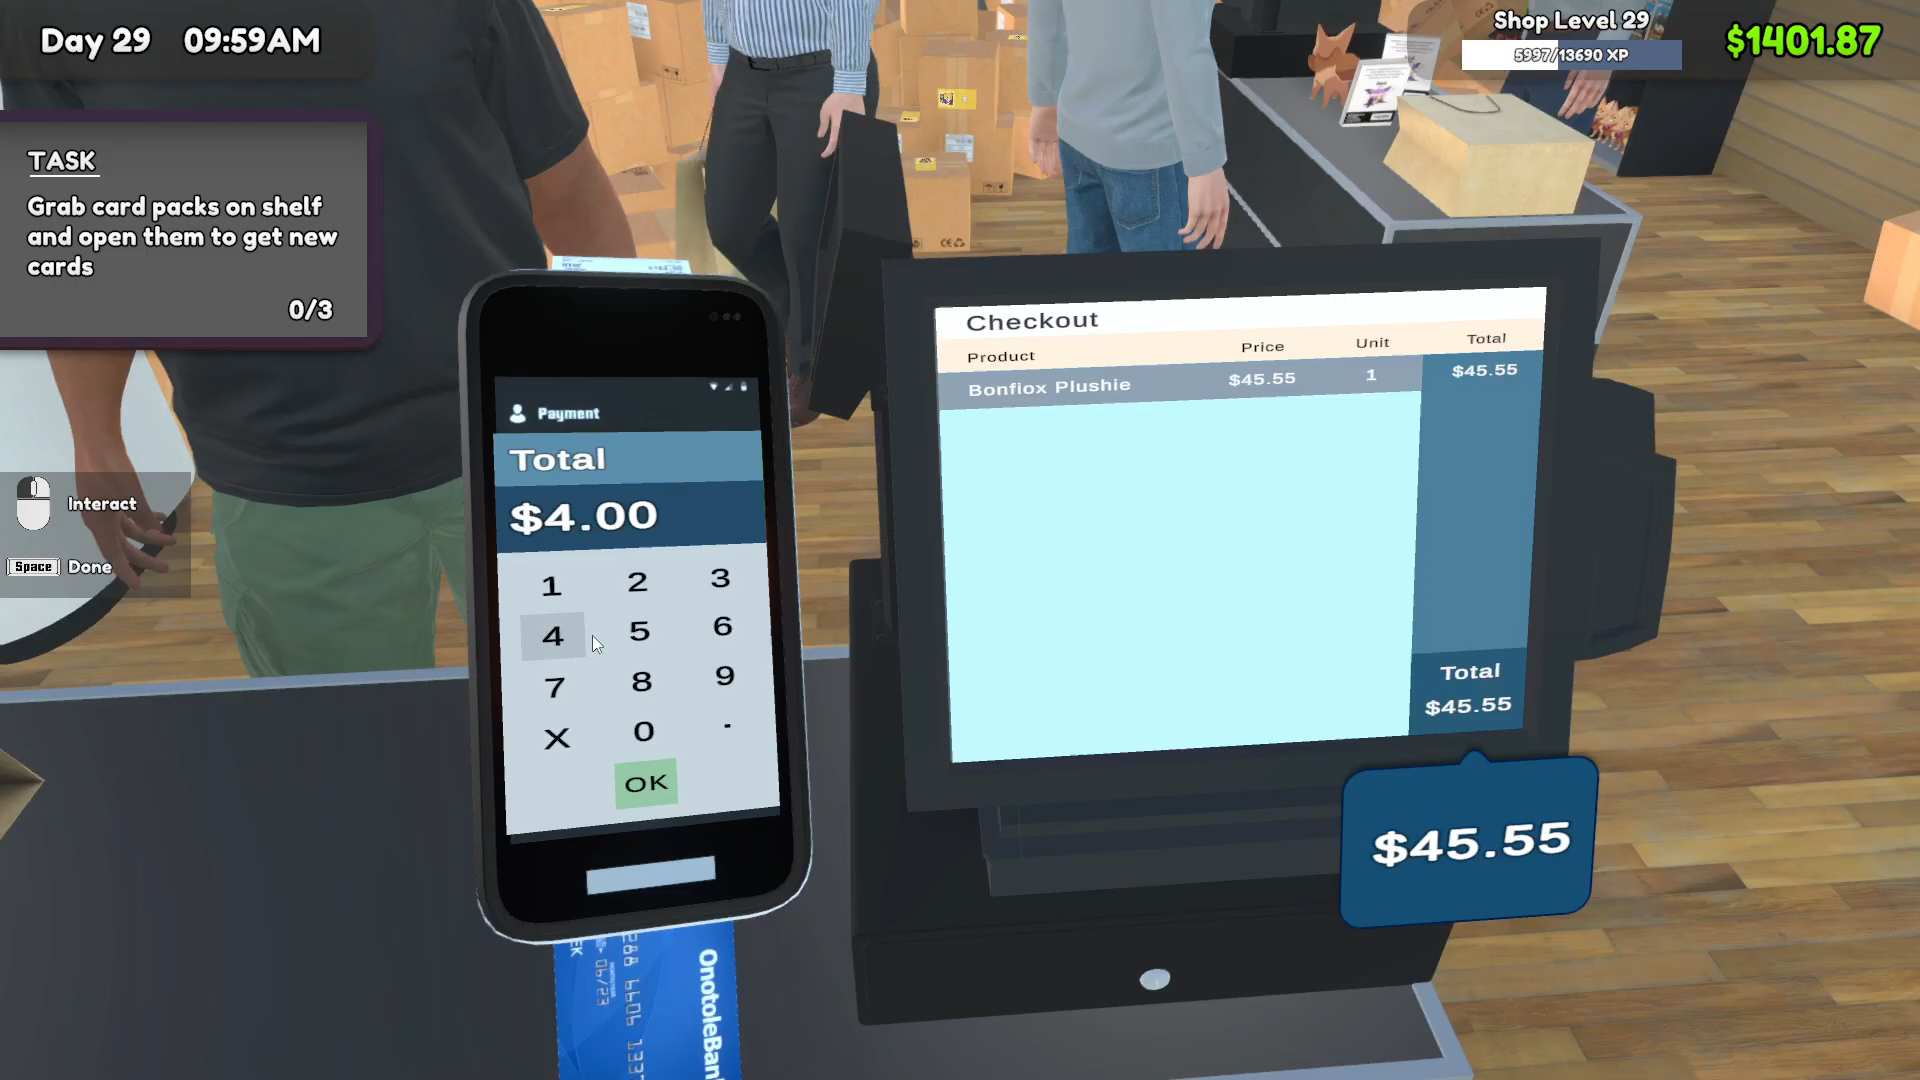 Day 29 09:59AM
Shop Level 29
5997/13690 XP
$1401.87
TASK
Grab card packs on shelf
and open them to get new
cards
0/3
Interact
Space Done
Payment
Total
$4.00
1 2 3
4 5 6
7 8 9
X 0 .
OK
Checkout
Product Price Unit Total
Bonfiox Plushie $45.55 1 $45.55
Total
$45.55
$45.55
OnotoleBan